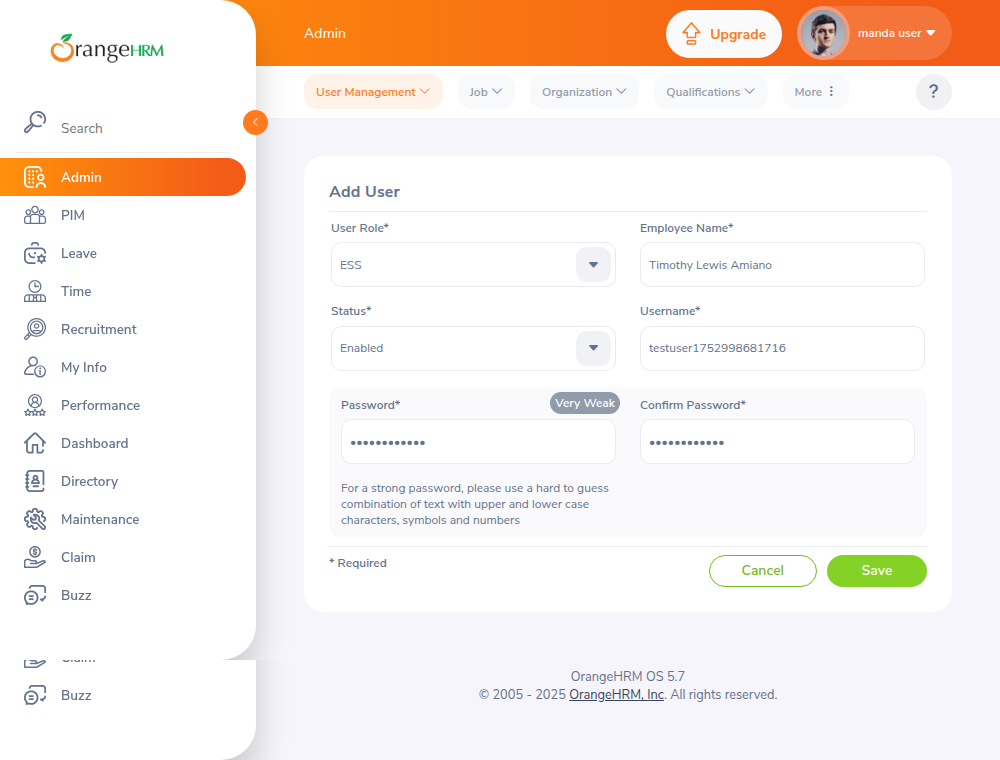 OrangeHRM
Admin
Upgrade
manda user
User Management
Job
Organization
Qualifications
More
?
Search
Admin
PIM
Leave
Time
Recruitment
My Info
Performance
Dashboard
Directory
Maintenance
Claim
Buzz
Claim
Buzz
Add User
User Role*
Employee Name*
ESS
Timothy Lewis Amiano
Status*
Username*
Enabled
testuser1752998681716
Password*
Very Weak
Confirm Password*
••••••••••••
••••••••••••
For a strong password, please use a hard to guess
combination of text with upper and lower case
characters, symbols and numbers
* Required
Cancel
Save
OrangeHRM OS 5.7
© 2005 - 2025 OrangeHRM, Inc. All rights reserved.